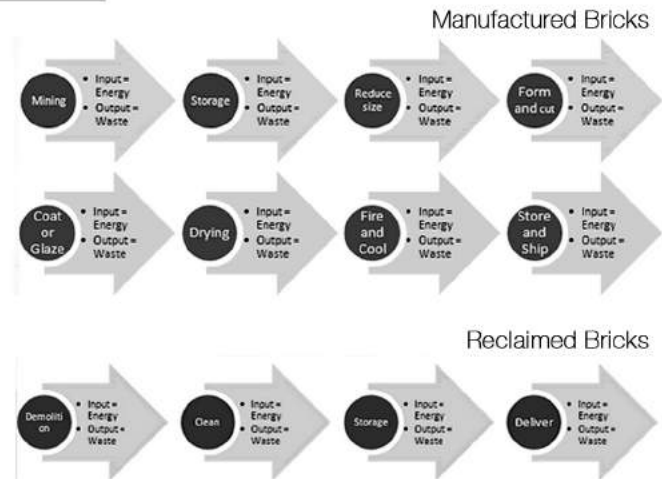 Manufactured Bricks
Mining
• Input =
Energy
• Output =
Waste
Storage
• Input =
Energy
• Output =
Waste
Reduce
size
• Input =
Energy
• Output =
Waste
Form
and cut
• Input =
Energy
• Output =
Waste
Coat
or
Glaze
• Input =
Energy
• Output =
Waste
Drying
• Input =
Energy
• Output =
Waste
Fire
and
Cool
• Input =
Energy
• Output =
Waste
Store
and
Ship
• Input =
Energy
• Output =
Waste
Reclaimed Bricks
Demoliti
on
• Input =
Energy
• Output =
Waste
Clean
• Input =
Energy
• Output =
Waste
Storage
• Input =
Energy
• Output =
Waste
Deliver
• Input =
Energy
• Output =
Waste